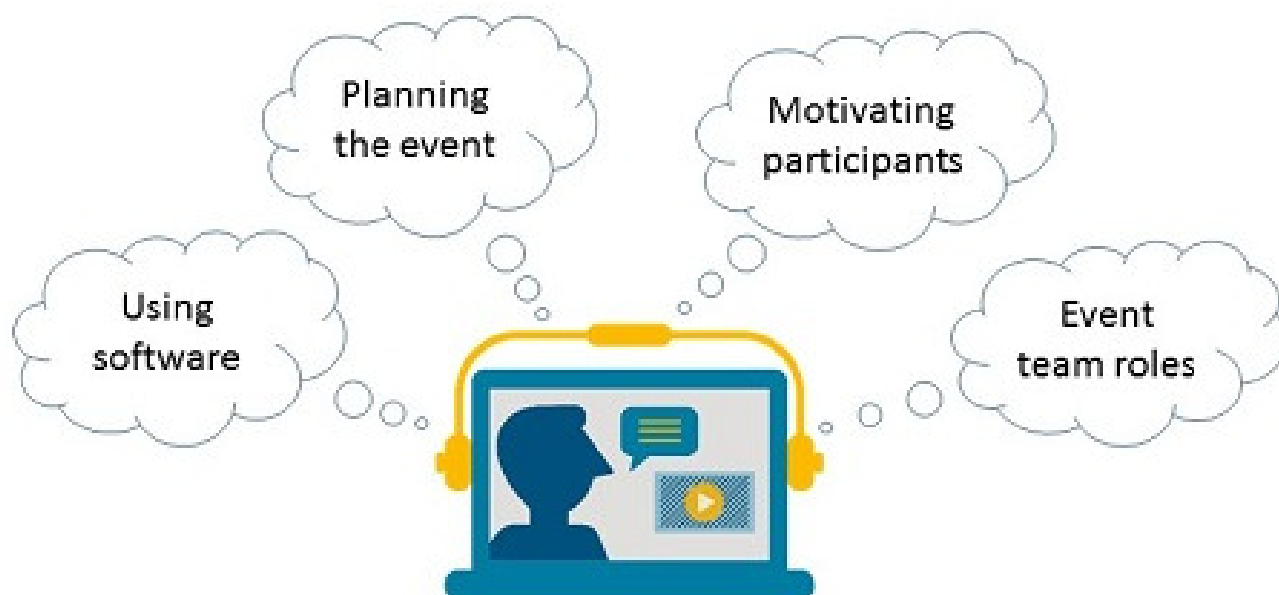 Planning
the event
Motivating
participants
Using
software
Event
team roles